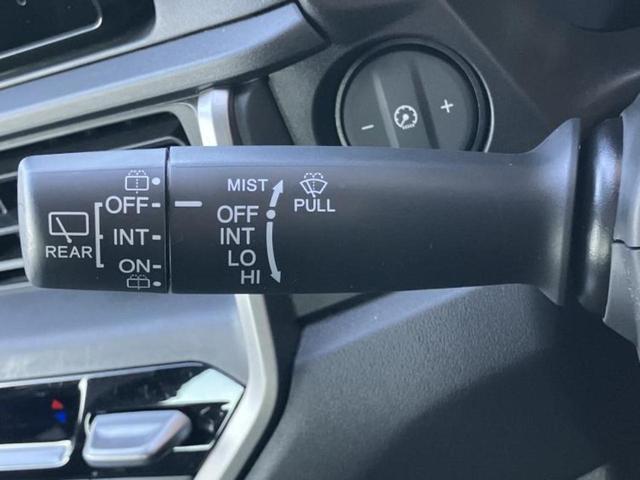 REAR
OFF
INT
ON
MIST
OFF
INT
LO
HI
PULL
+
−